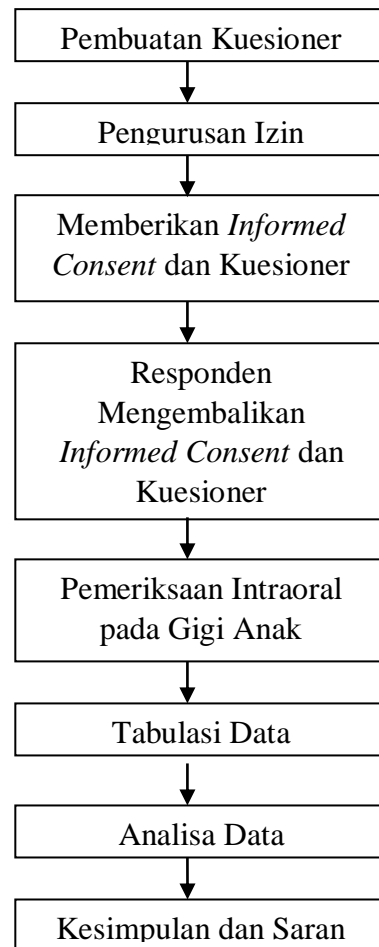 Pembuatan Kuesioner
Pengurusan Izin
Memberikan Informed
Consent dan Kuesioner
Responden
Mengembalikan
Informed Consent dan
Kuesioner
Pemeriksaan Intraoral
pada Gigi Anak
Tabulasi Data
Analisa Data
Kesimpulan dan Saran